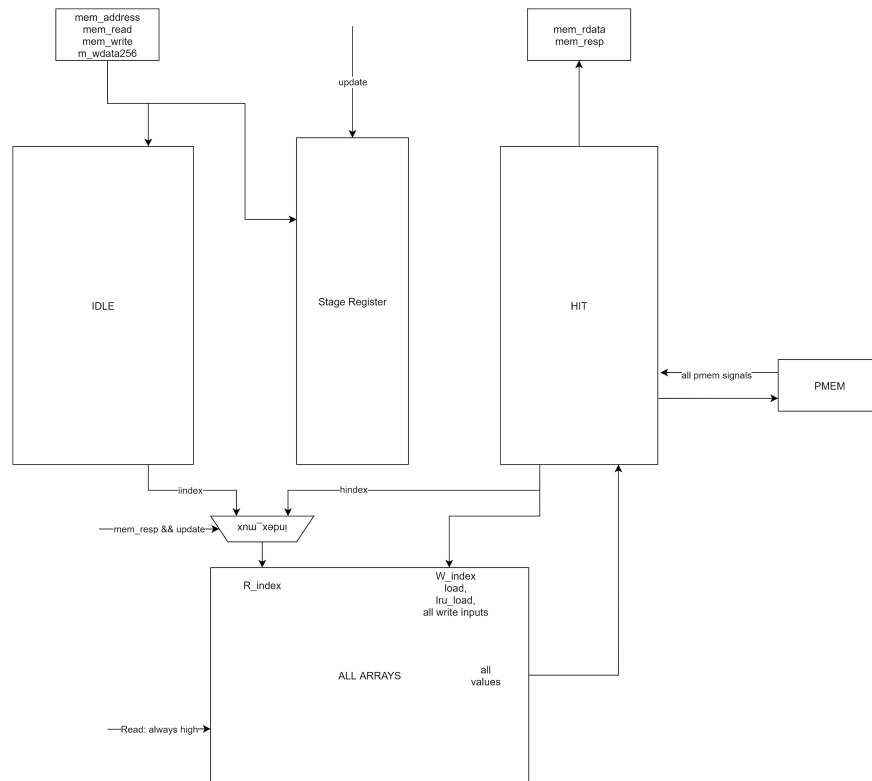 mem_address
mem_read
mem_write
m_wdata256
mem_rdata
mem_resp
update
IDLE
Stage Register
HIT
all pmem signals
PMEM
iindex
hindex
index_mux
mem_resp && update
R_index
W_index
load,
lru_load,
all write inputs
ALL ARRAYS
all
values
Read: always high